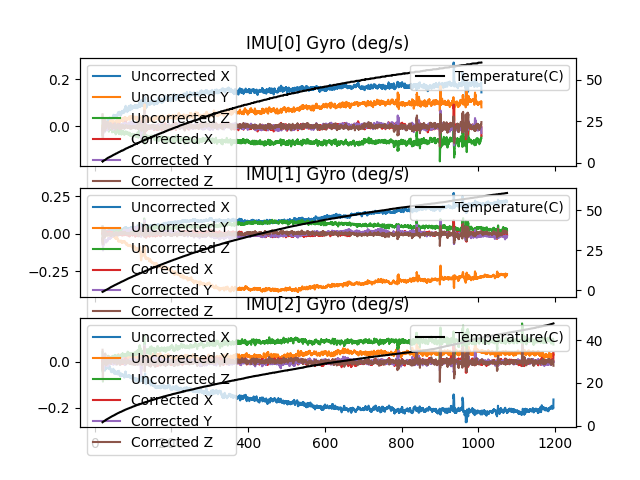 IMU[0] Gyro (deg/s)
0.2
0.0
Uncorrected X
Uncorrected Y
Uncorrected Z
Corrected X
Corrected Y
Corrected Z
Temperature(C)
50
25
0
IMU[1] Gyro (deg/s)
0.25
0.00
−0.25
Uncorrected X
Uncorrected Y
Uncorrected Z
Corrected X
Corrected Y
Corrected Z
Temperature(C)
50
25
0
IMU[2] Gyro (deg/s)
0.0
−0.2
Uncorrected X
Uncorrected Y
Uncorrected Z
Corrected X
Corrected Y
Corrected Z
Temperature(C)
40
20
0
0 200 400 600 800 1000 1200